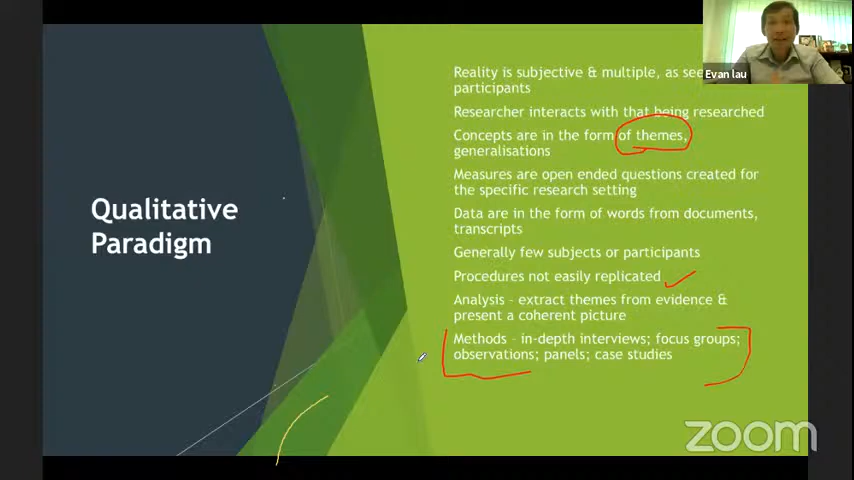 Qualitative
Paradigm
Reality is subjective & multiple, as
participants
Researcher interacts with that being researched
Concepts are in the form of themes,
generalisations
Measures are open ended questions created for
the specific research setting
Data are in the form of words from documents,
transcripts
Generally few subjects or participants
Procedures not easily replicated
Analysis – extract themes from evidence &
present a coherent picture
Methods – in-depth interviews; focus groups;
observations; panels; case studies
Evan lau
zoom